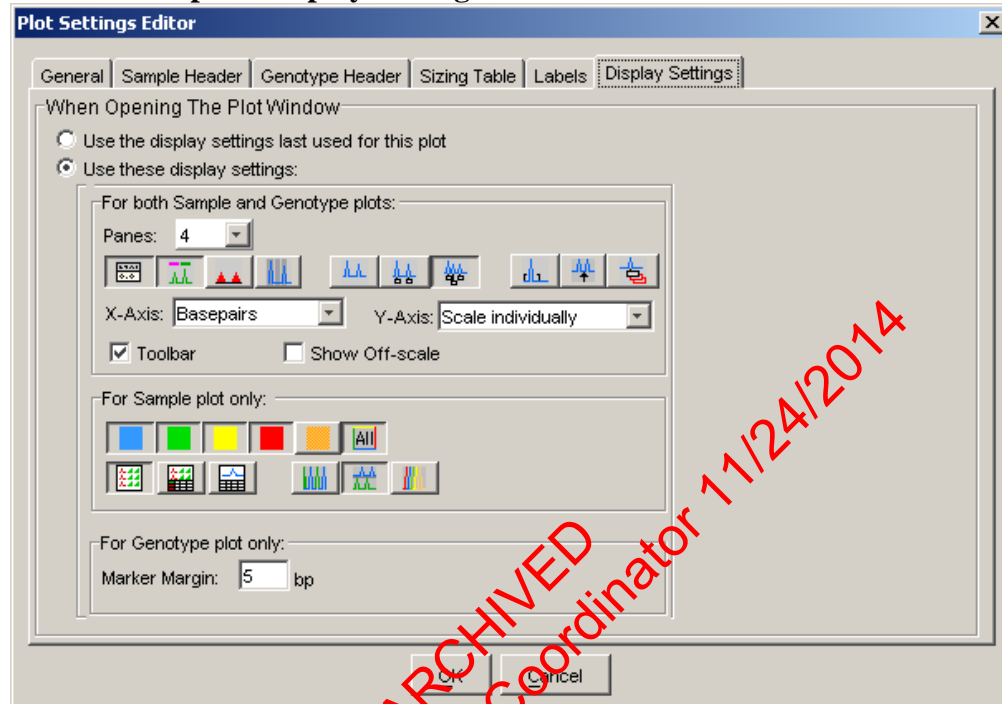 Plot Settings Editor
General Sample Header Genotype Header Sizing Table Labels Display Settings
When Opening The Plot Window
Use the display settings last used for this plot
Use these display settings:
For both Sample and Genotype plots:
Panes: 4
X-Axis: Basepairs Y-Axis: Scale individually
Toolbar Show Off-scale
For Sample plot only:
All
For Genotype plot only:
Marker Margin: 5 bp
OK Cancel
ARCHIVED
Coordinator 11/24/2014